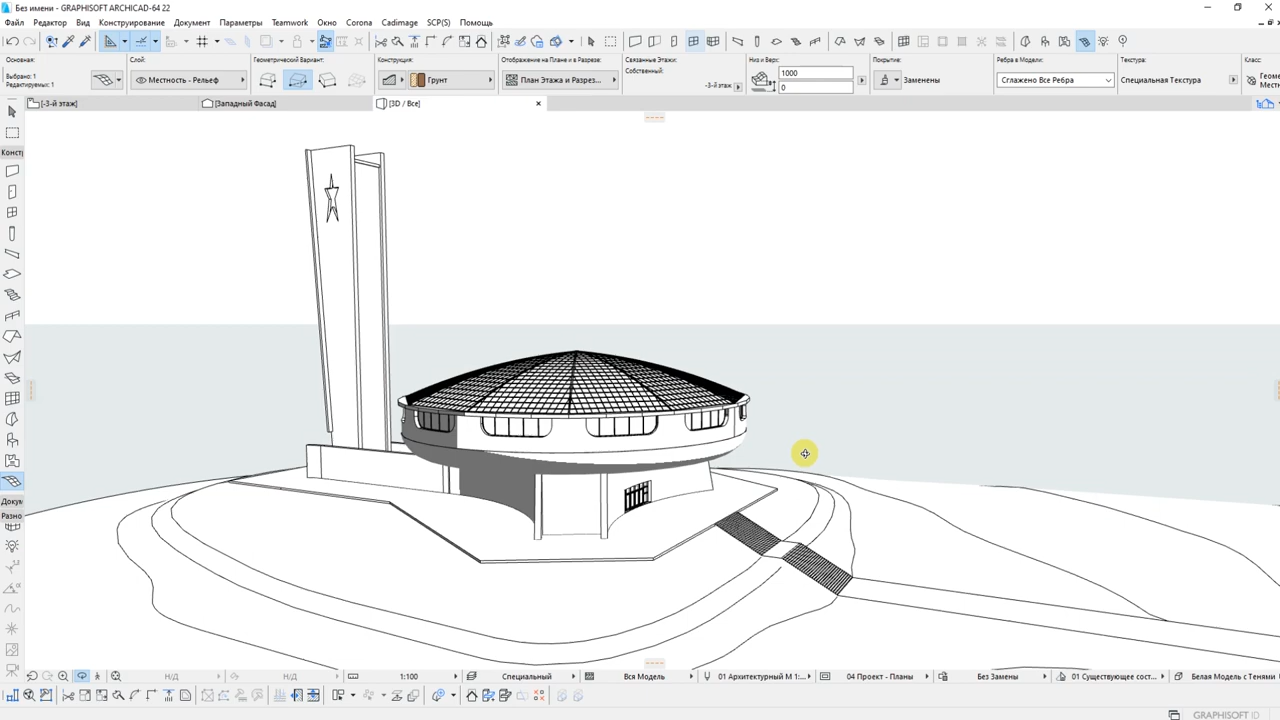 Без имени - GRAPHISOFT ARCHICAD-64 22
Файл Редактор Вид Конструирование Документ Параметры Teamwork Окно Corona Cadimage SCP(S) Помощь
Основная: Слой: Геометрический Вариант: Конструкция: Отображение на Плане и в Разрезе: Связанные Этажи: Низ и Верх: Покрытие: Ребра в Модели: Текстура: Класс:
Выбрано: 1
Редактируемых: 1
Местность - Рельеф
Грунт
План Этажа и Разрез...
Собственный:
-3-й этаж
1000
0
Заменены
Сглажено Все Ребра
Специальная Текстура
[-3-й этаж] [Западный Фасад] [3D / Все]
Конст
Докум
Разно
Н/Д Н/Д 1:100 Специальный Вся Модель 01 Архитектурный М 1:... 04 Проект - Планы Без Замены 01 Существующее сост... Белая Модель с Тенями
GRAPHISOFT ID